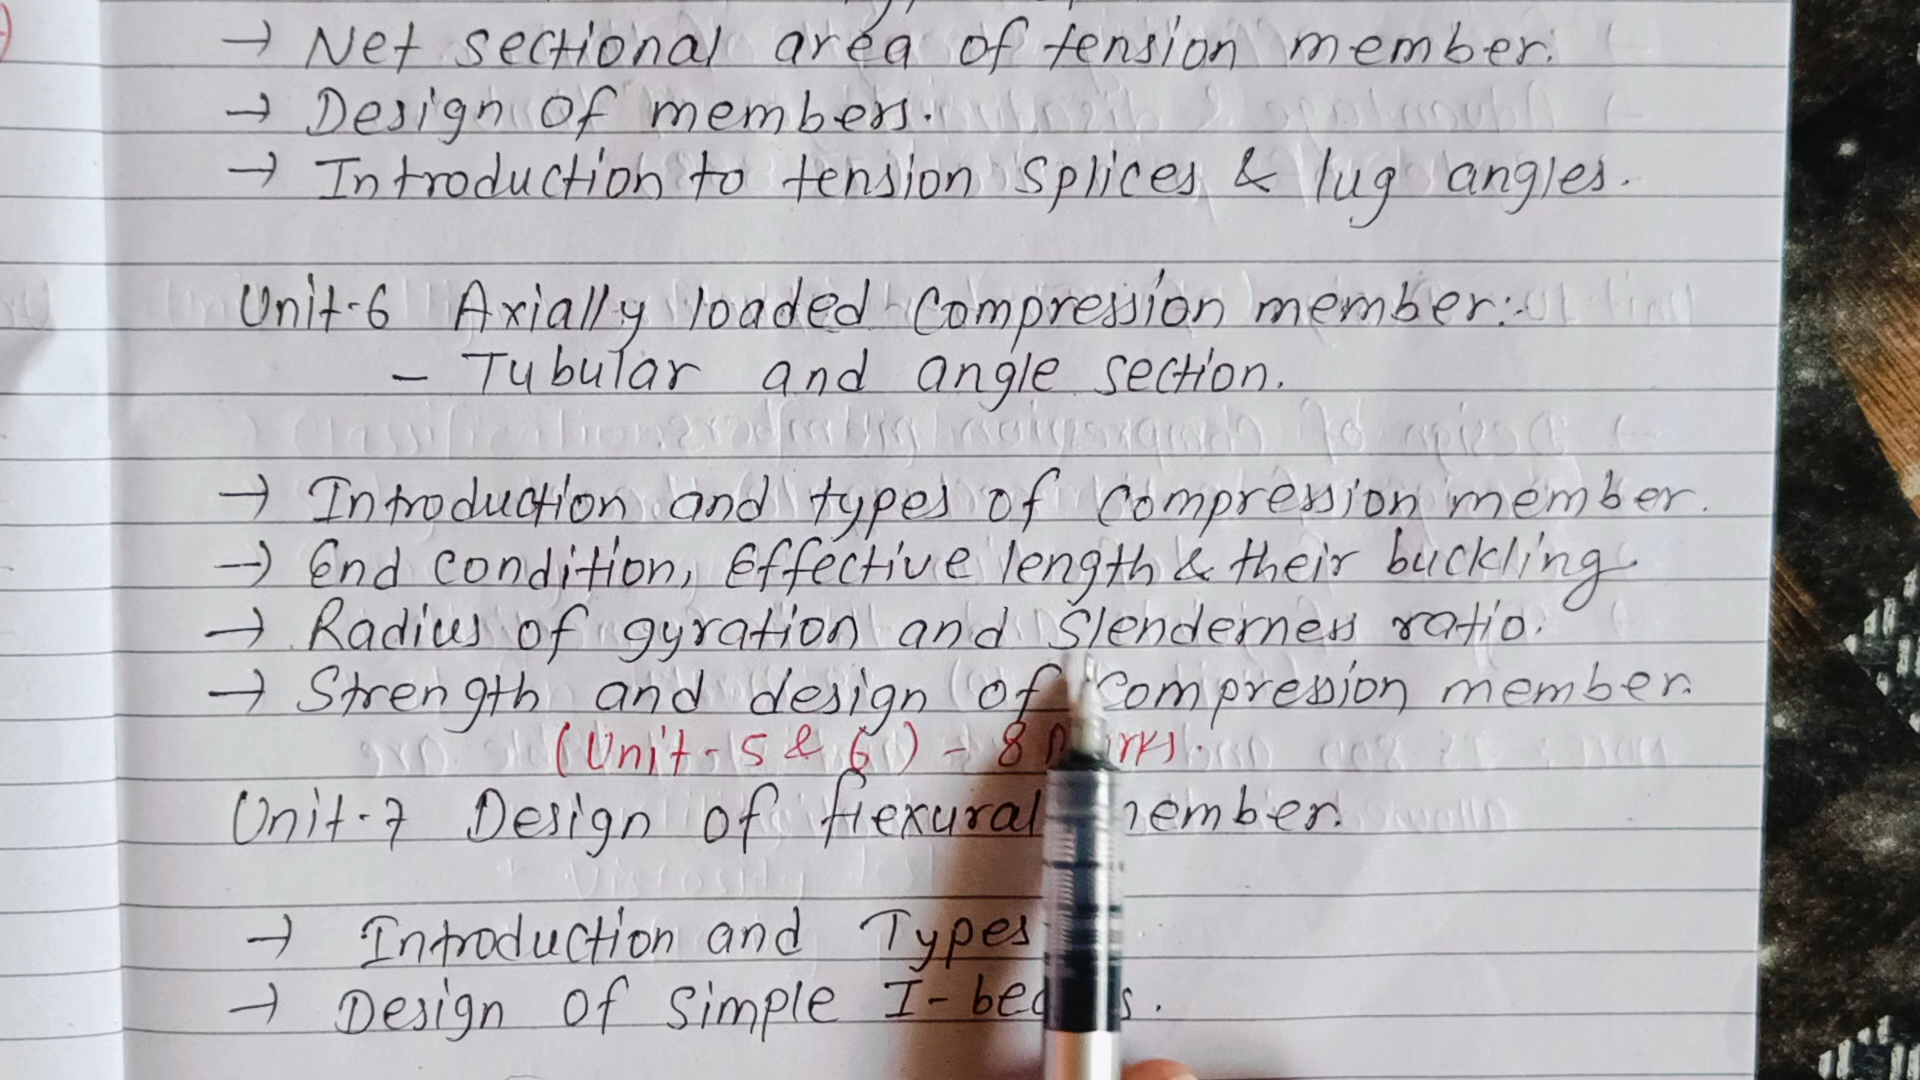 → Net sectional area of tension member.
→ Design of members.
→ Introduction to tension splices & lug angles.
Unit-6 Axially loaded compression member:-
- Tubular and angle section.
→ Introduction and types of compression member.
→ End condition, Effective length & their buckling
→ Radius of gyration and Slenderness ratio.
→ Strength and design of compression member.
(Unit-5 & 6) - 8
Unit-7 Design of flexural
→ Introduction and Types
→ Design of simple I-